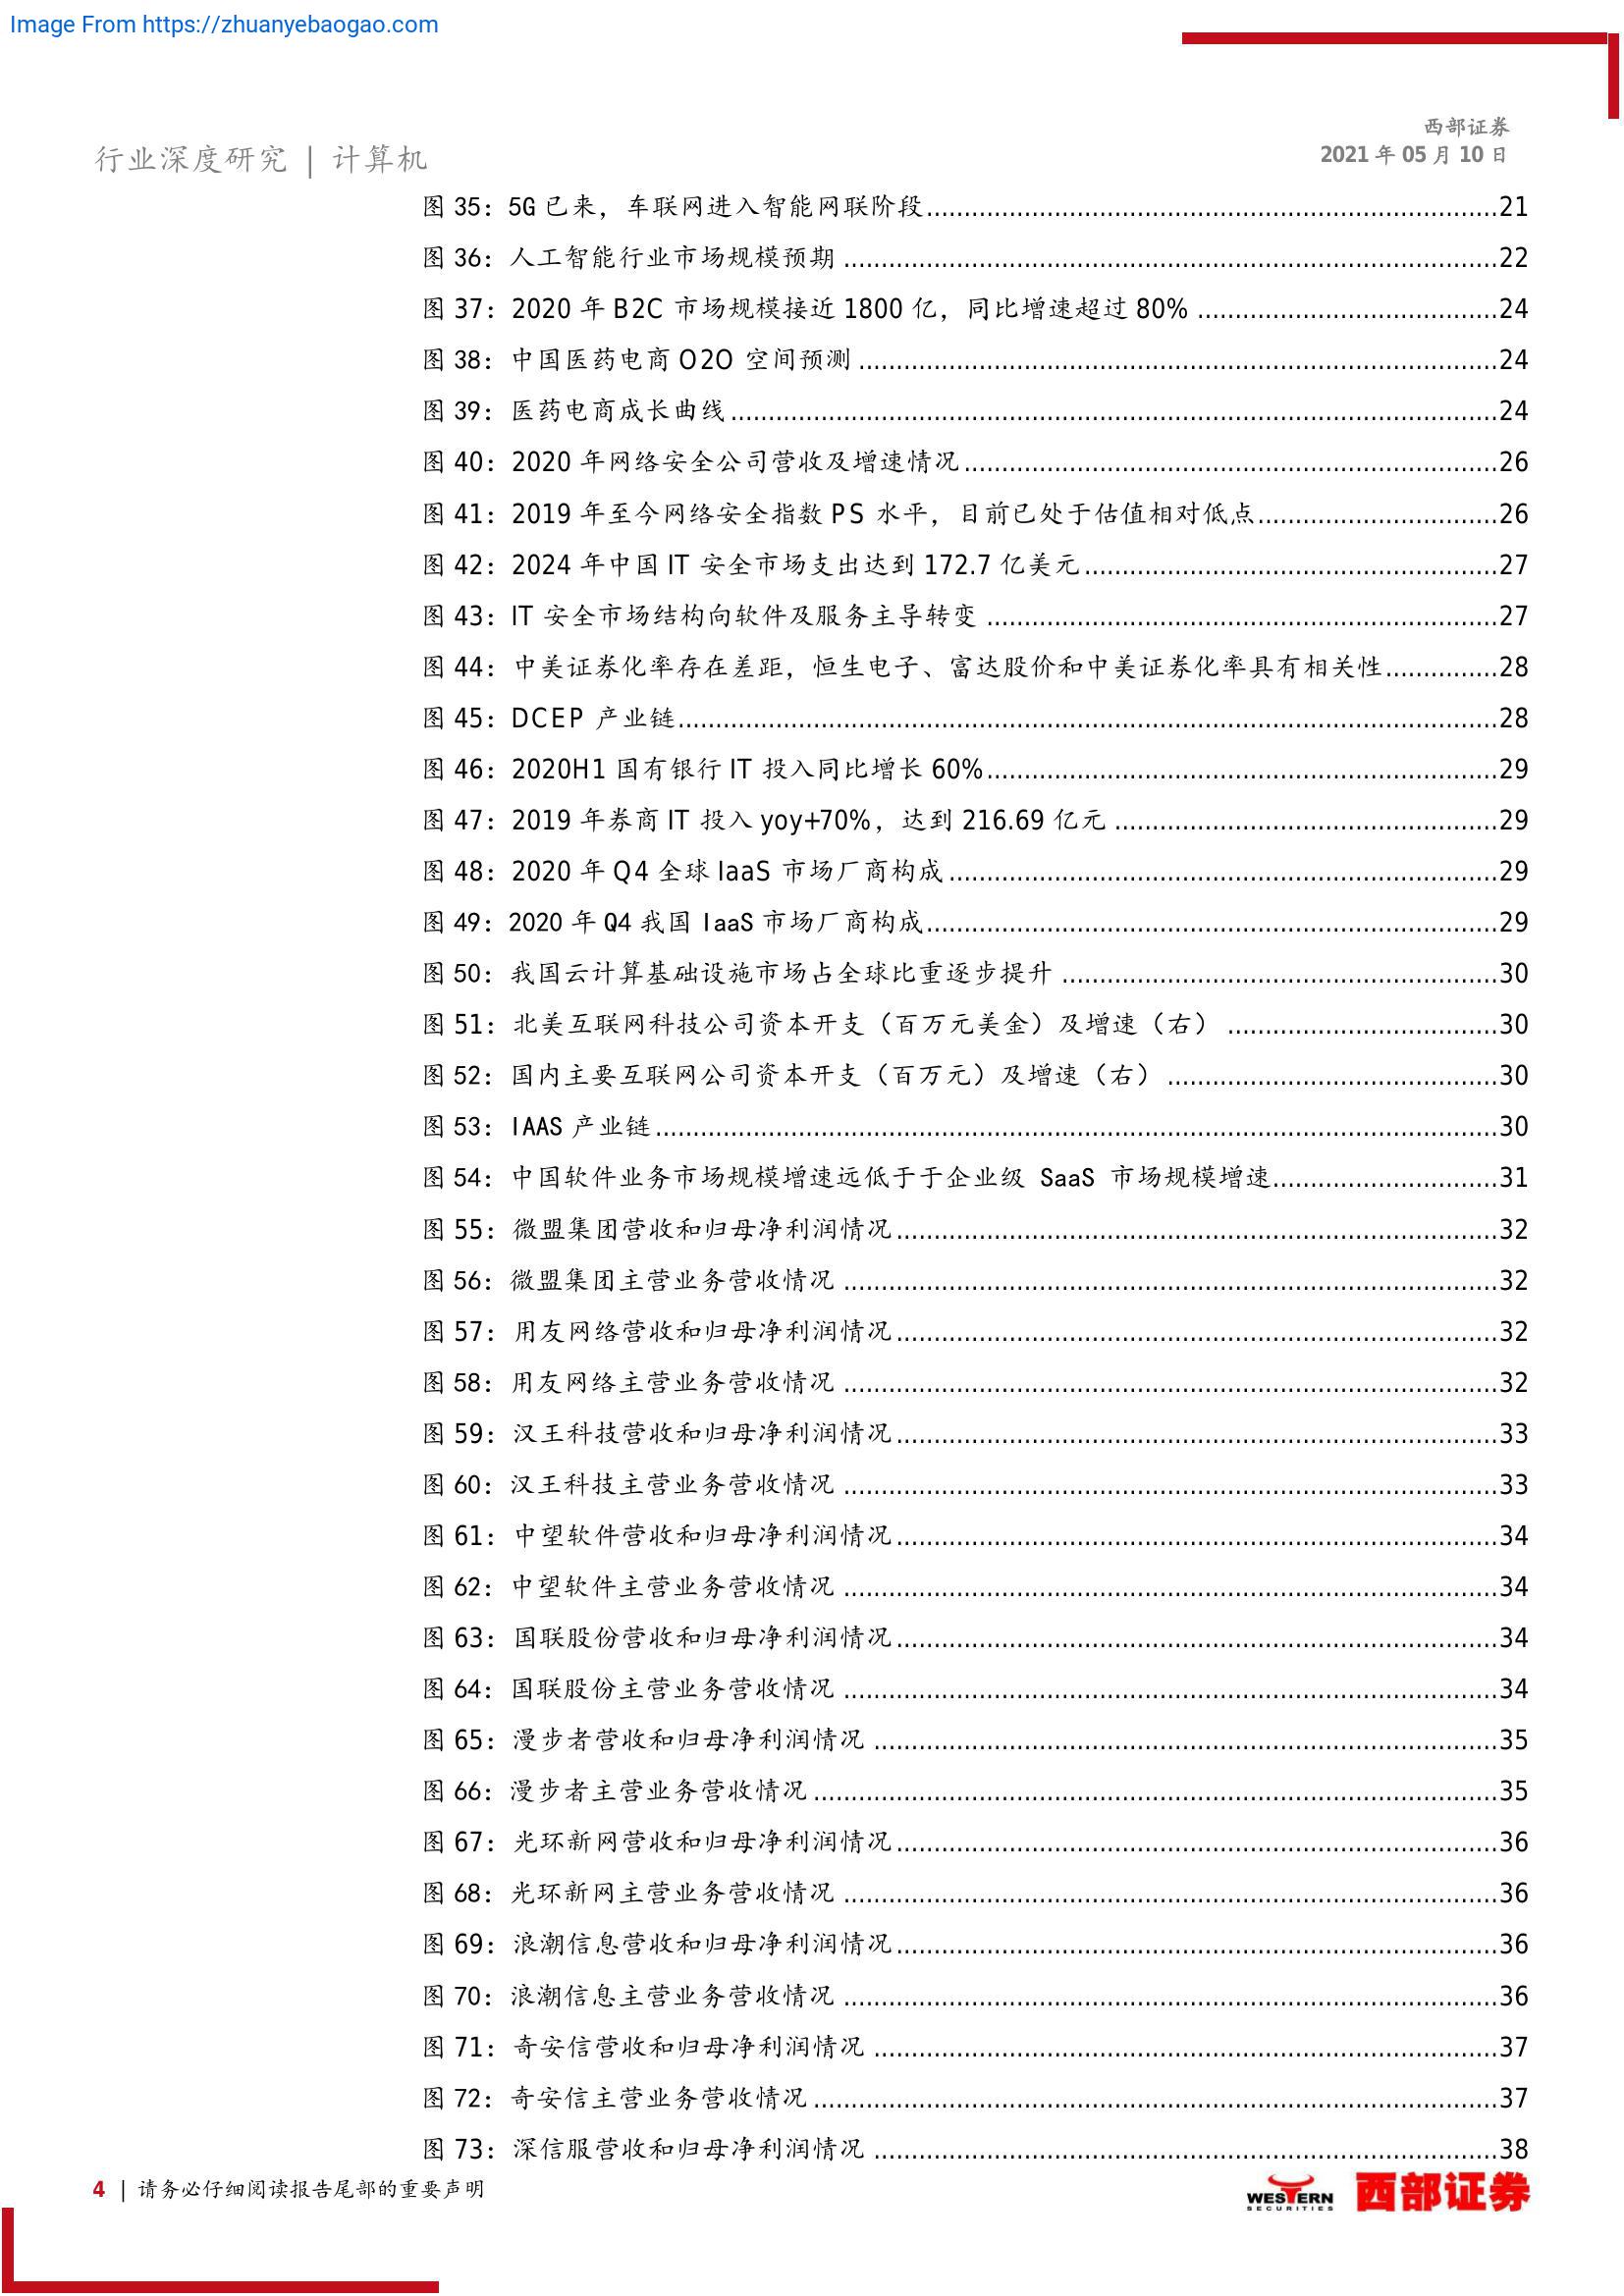 Image From https://zhuanyebaogao.com
西部证券
行业深度研究 | 计算机
2021 年 05 月 10 日
图 35：5G 已来，车联网进入智能网联阶段........................21
图 36：人工智能行业市场规模预期........................22
图 37：2020 年 B2C 市场规模接近 1800 亿，同比增速超过 80%........................24
图 38：中国医药电商 O2O 空间预测........................24
图 39：医药电商成长曲线........................24
图 40：2020 年网络安全公司营收及增速情况........................26
图 41：2019 年至今网络安全指数 PS 水平，目前已处于估值相对低点........................26
图 42：2024 年中国 IT 安全市场支出达到 172.7 亿美元........................27
图 43：IT 安全市场结构向软件及服务主导转变........................27
图 44：中美证券化率存在差距，恒生电子、富达股价和中美证券化率具有相关性........................28
图 45：DCEP 产业链........................28
图 46：2020H1 国有银行 IT 投入同比增长 60%........................29
图 47：2019 年券商 IT 投入 yoy+70%，达到 216.69 亿元........................29
图 48：2020 年 Q4 全球 IaaS 市场厂商构成........................29
图 49：2020 年 Q4 我国 IaaS 市场厂商构成........................29
图 50：我国云计算基础设施市场占全球比重逐步提升........................30
图 51：北美互联网科技公司资本开支（百万元美金）及增速（右）........................30
图 52：国内主要互联网公司资本开支（百万元）及增速（右）........................30
图 53：IAAS 产业链........................30
图 54：中国软件业务市场规模增速远低于于企业级 SaaS 市场规模增速........................31
图 55：微盟集团营收和归母净利润情况........................32
图 56：微盟集团主营业务营收情况........................32
图 57：用友网络营收和归母净利润情况........................32
图 58：用友网络主营业务营收情况........................32
图 59：汉王科技营收和归母净利润情况........................33
图 60：汉王科技主营业务营收情况........................33
图 61：中望软件营收和归母净利润情况........................34
图 62：中望软件主营业务营收情况........................34
图 63：国联股份营收和归母净利润情况........................34
图 64：国联股份主营业务营收情况........................34
图 65：漫步者营收和归母净利润情况........................35
图 66：漫步者主营业务营收情况........................35
图 67：光环新网营收和归母净利润情况........................36
图 68：光环新网主营业务营收情况........................36
图 69：浪潮信息营收和归母净利润情况........................36
图 70：浪潮信息主营业务营收情况........................36
图 71：奇安信营收和归母净利润情况........................37
图 72：奇安信主营业务营收情况........................37
图 73：深信服营收和归母净利润情况........................38
4 | 请务必仔细阅读报告尾部的重要声明
WESTERN SECURITIES 西部证券